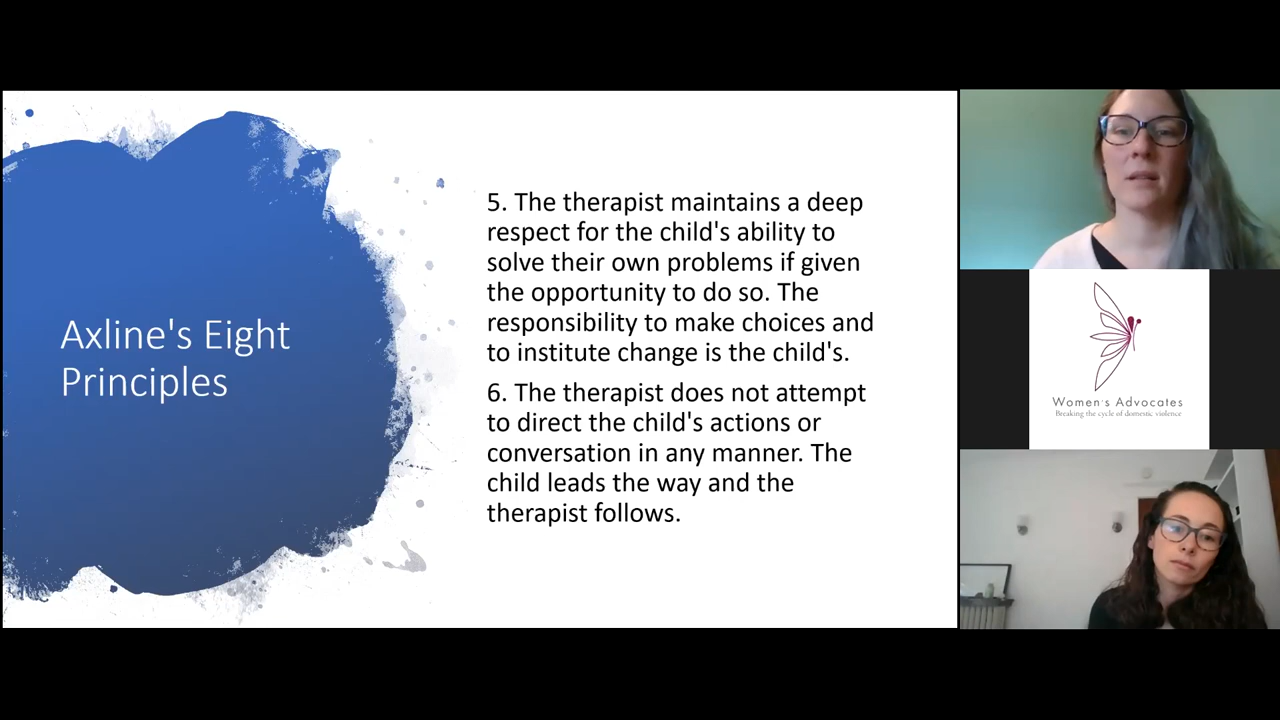 Axline's Eight
Principles
5. The therapist maintains a deep
respect for the child's ability to
solve their own problems if given
the opportunity to do so. The
responsibility to make choices and
to institute change is the child's.
6. The therapist does not attempt
to direct the child's actions or
conversation in any manner. The
child leads the way and the
therapist follows.
Women's Advocates
Breaking the cycle of domestic violence